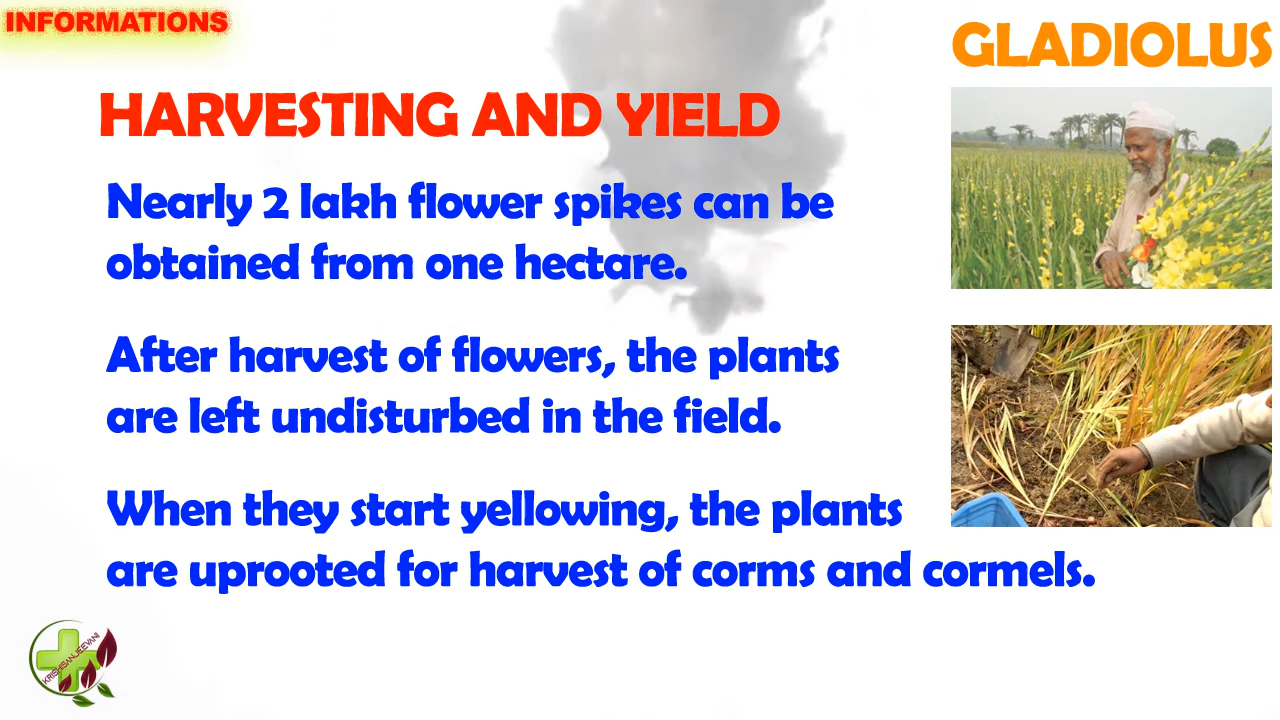 INFORMATIONS
GLADIOLUS
HARVESTING AND YIELD
Nearly 2 lakh flower spikes can be
obtained from one hectare.
After harvest of flowers, the plants
are left undisturbed in the field.
When they start yellowing, the plants
are uprooted for harvest of corms and cormels.
KRISHISANJEEVANI